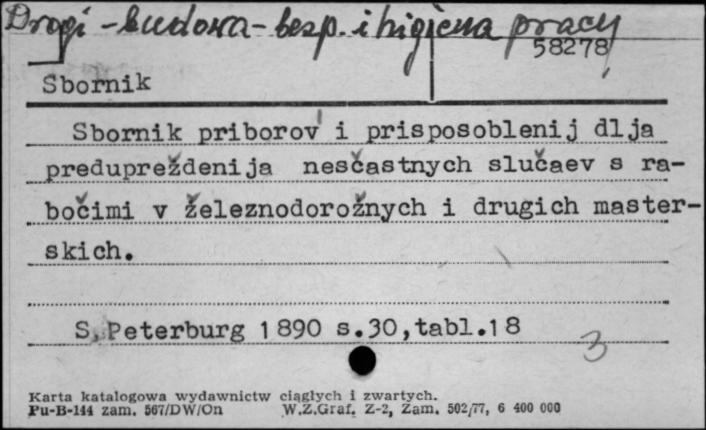 Drogi - budowa - bezp. i higjena pracy
58278
Sbornik
Sbornik priborov i prisposoblenij dlja
predupreždenija nesčastnych slučaev s ra-
bočimi v železnodorožnych i drugich master-
skich.
S. Peterburg 1890 s.30, tabl.18
3
Karta katalogowa wydawnictw ciągłych i zwartych.
Pu-B-144 zam. 567/DW/On W.Z.Graf. Z-2, Zam. 502/77, 6 400 000